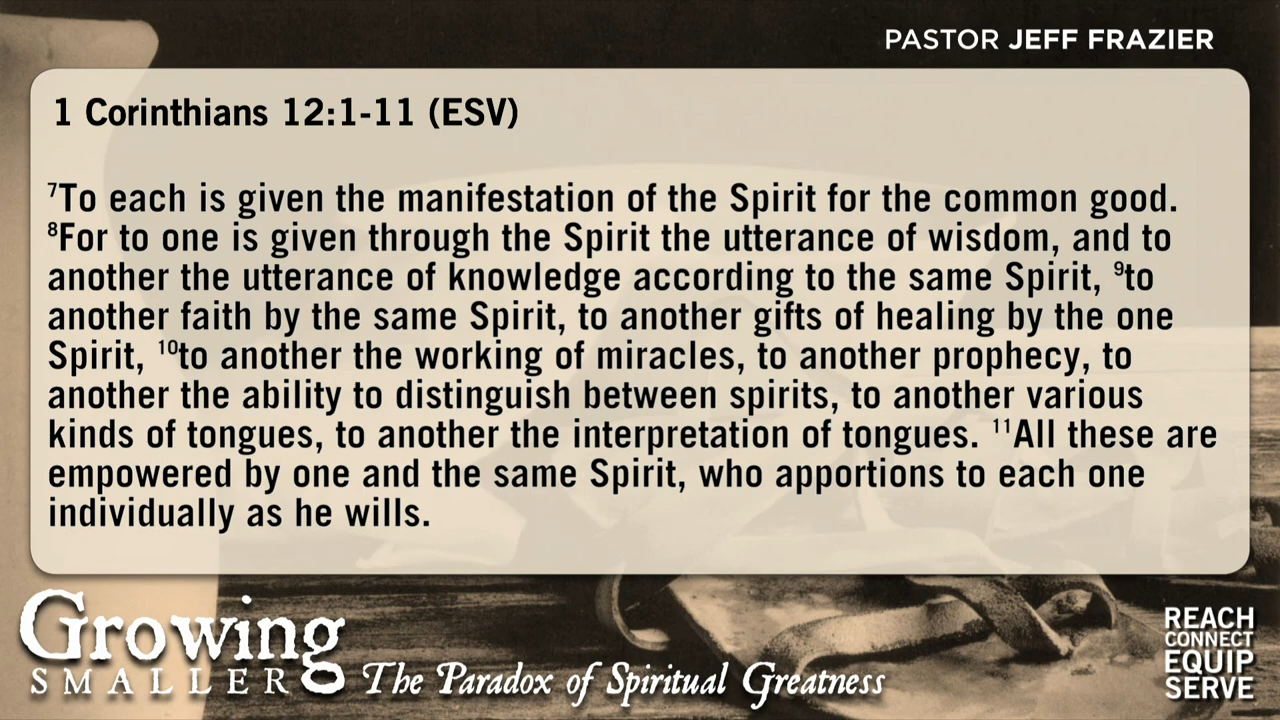 PASTOR JEFF FRAZIER
1 Corinthians 12:1-11 (ESV)
⁷To each is given the manifestation of the Spirit for the common good.
⁸For to one is given through the Spirit the utterance of wisdom, and to
another the utterance of knowledge according to the same Spirit, ⁹to
another faith by the same Spirit, to another gifts of healing by the one
Spirit, ¹⁰to another the working of miracles, to another prophecy, to
another the ability to distinguish between spirits, to another various
kinds of tongues, to another the interpretation of tongues. ¹¹All these are
empowered by one and the same Spirit, who apportions to each one
individually as he wills.
Growing
SMALLER
The Paradox of Spiritual Greatness
REACH
CONNECT
EQUIP
SERVE